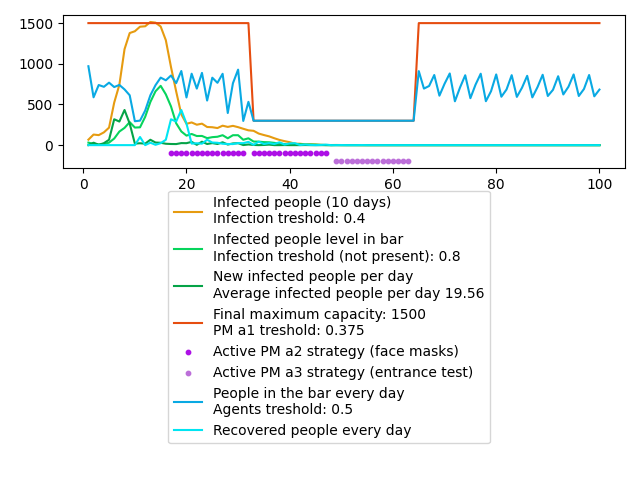 1500
1000
500
0
0
20
40
60
80
100
Infected people (10 days)
Infection treshold: 0.4
Infected people level in bar
Infection treshold (not present): 0.8
New infected people per day
Average infected people per day 19.56
Final maximum capacity: 1500
PM a1 treshold: 0.375
Active PM a2 strategy (face masks)
Active PM a3 strategy (entrance test)
People in the bar every day
Agents treshold: 0.5
Recovered people every day